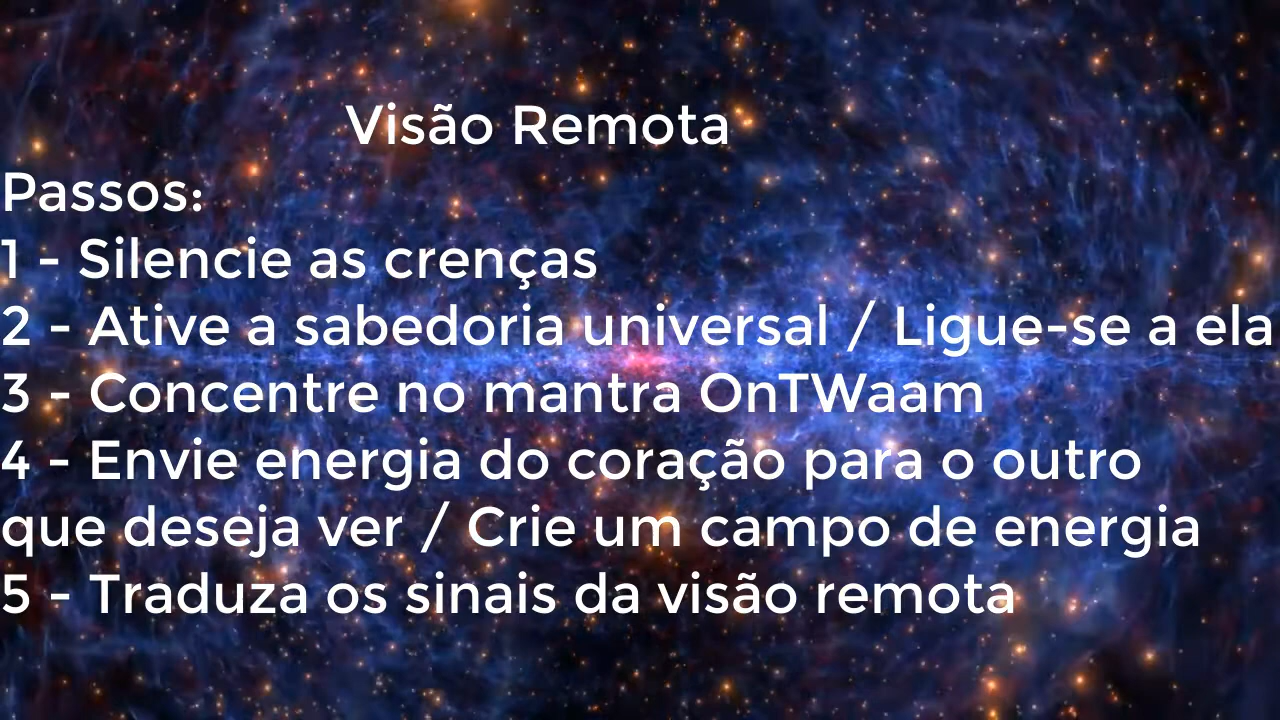 Visão Remota
Passos:
1 - Silencie as crenças
2 - Ative a sabedoria universal / Ligue-se a ela
3 - Concentre no mantra OnTWaam
4 - Envie energia do coração para o outro
que deseja ver / Crie um campo de energia
5 - Traduza os sinais da visão remota